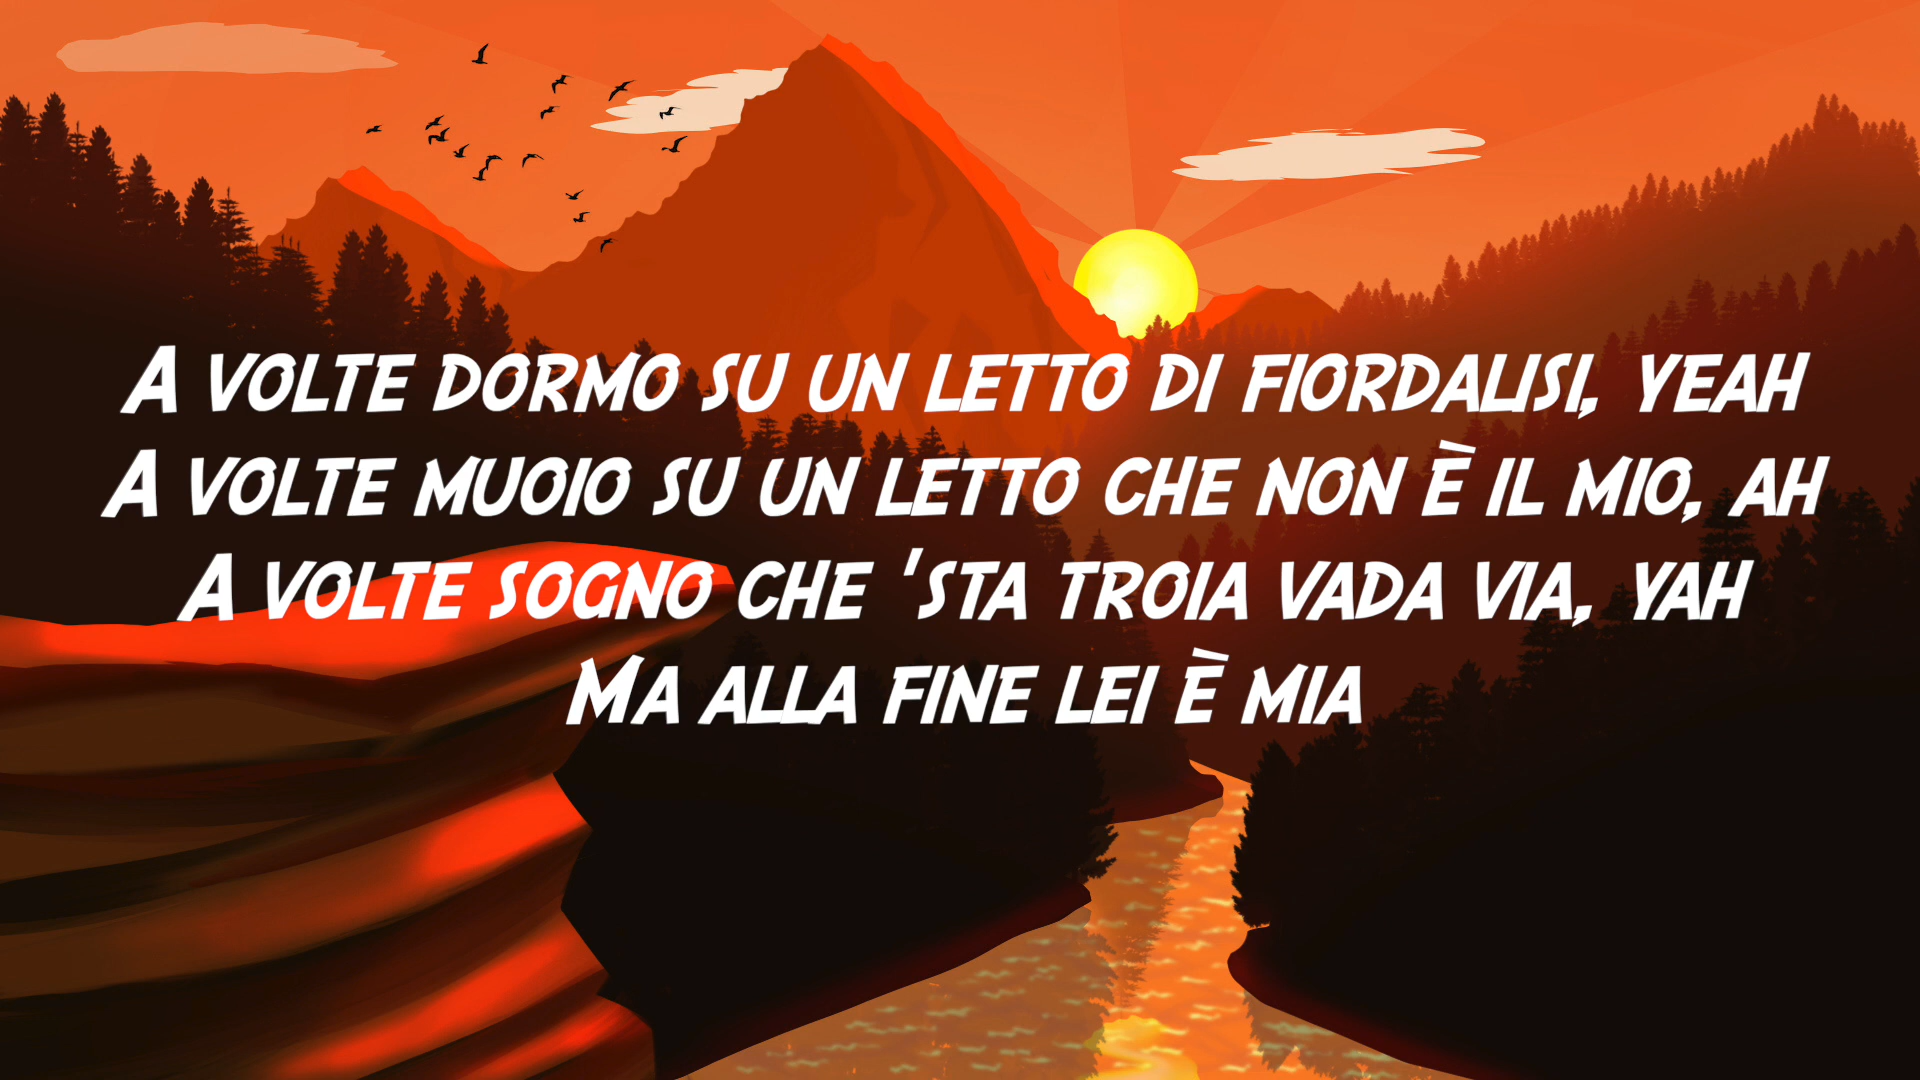 A volte dormo su un letto di fiordalisi, yeah
A volte muoio su un letto che non è il mio, ah
A volte sogno che 'sta troia vada via, yah
Ma alla fine lei è mia